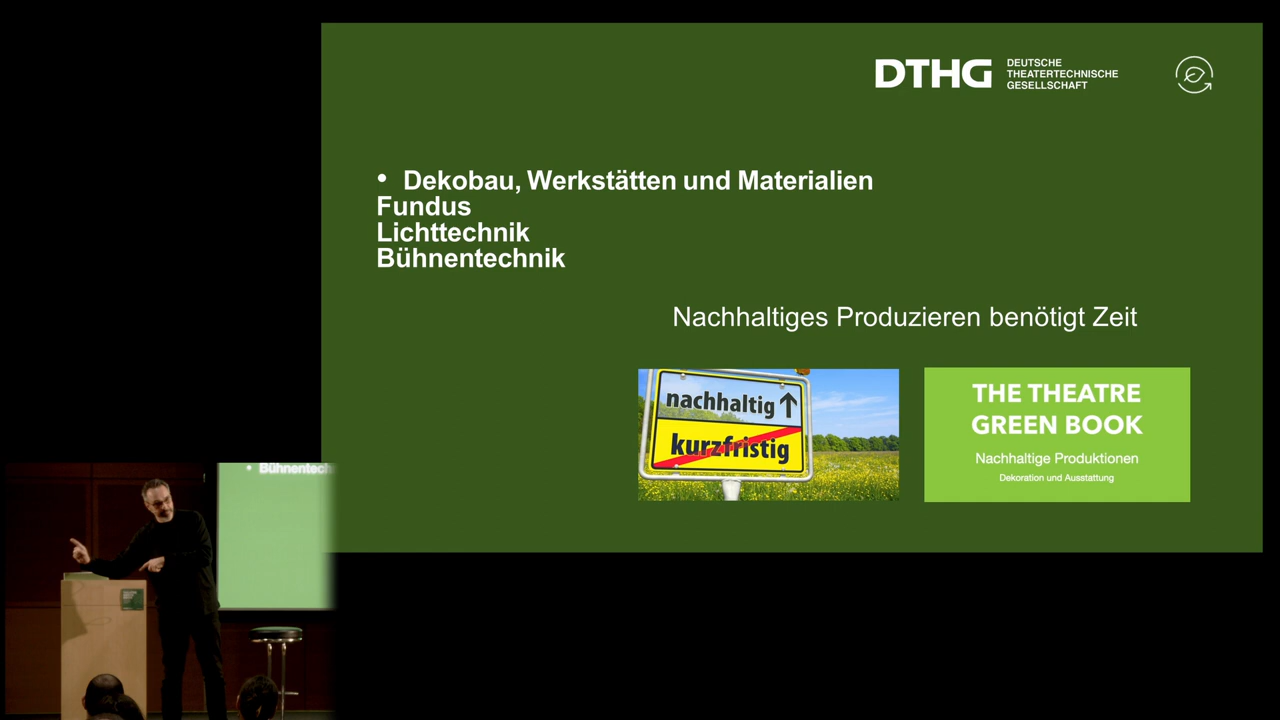 DTHG
DEUTSCHE
THEATERTECHNISCHE
GESELLSCHAFT
• Dekobau, Werkstätten und Materialien
Fundus
Lichttechnik
Bühnentechnik
Nachhaltiges Produzieren benötigt Zeit
nachhaltig ↑
kurzfristig
THE THEATRE
GREEN BOOK
Nachhaltige Produktionen
Dekoration und Ausstattung
• Bühnentech